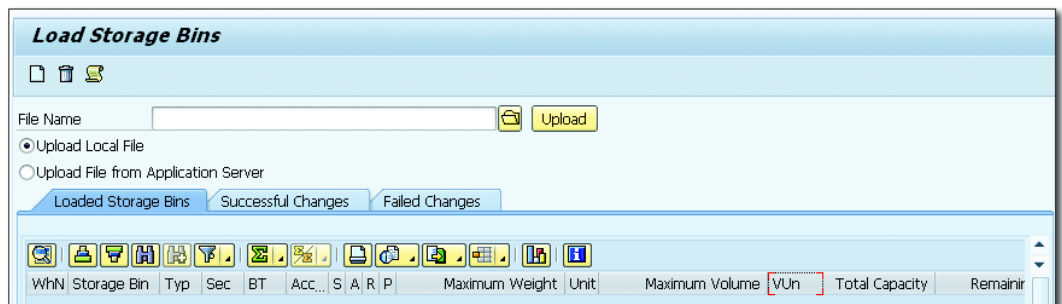 Load Storage Bins
File Name Upload
Upload Local File
Upload File from Application Server
Loaded Storage Bins Successful Changes Failed Changes
WhN Storage Bin Typ Sec BT Acc... S A R P Maximum Weight Unit Maximum Volume VUn Total Capacity Remainin